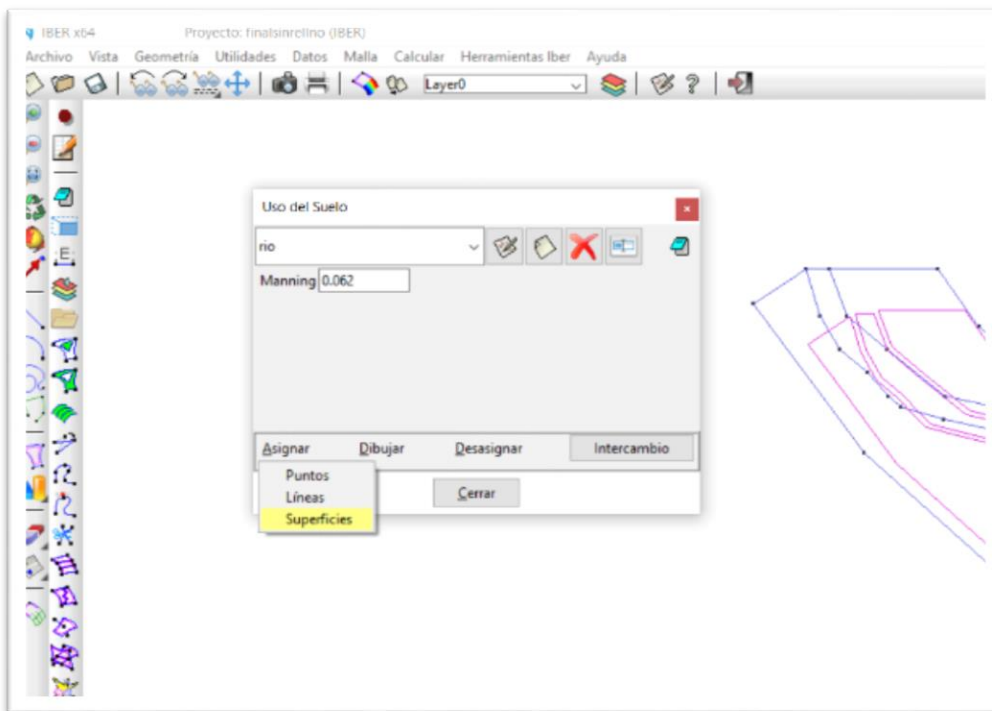 IBER x64 Proyecto: finalsinrelino (IBER)
Archivo Vista Geometría Utilidades Datos Malla Calcular Herramientas Iber Ayuda
Layer0
Uso del Suelo
rio
Manning 0.062
Asignar Dibujar Desasignar Intercambio
Puntos
Líneas
Cerrar
Superficies
E